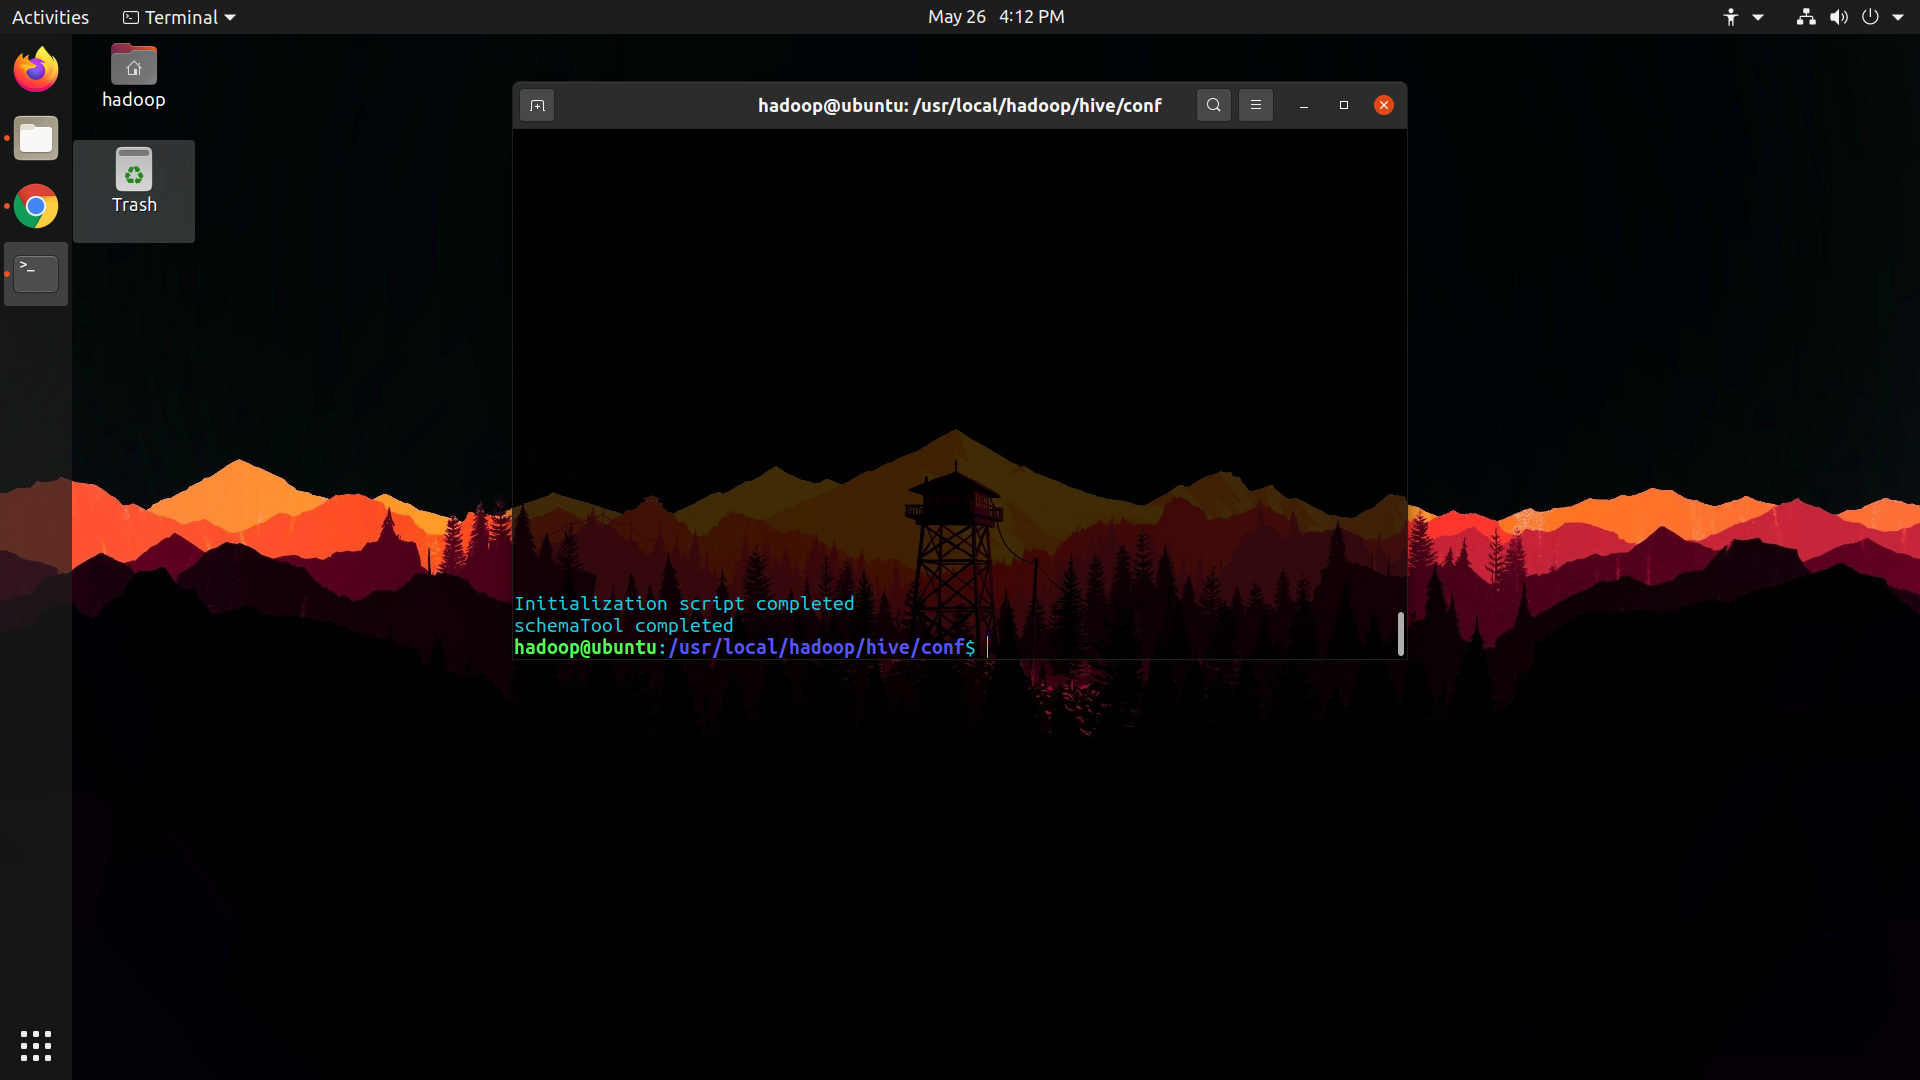 Activities
Terminal
May 26 4:12 PM
hadoop
Trash
hadoop@ubuntu: /usr/local/hadoop/hive/conf
>_
Initialization script completed
schemaTool completed
hadoop@ubuntu:/usr/local/hadoop/hive/conf$